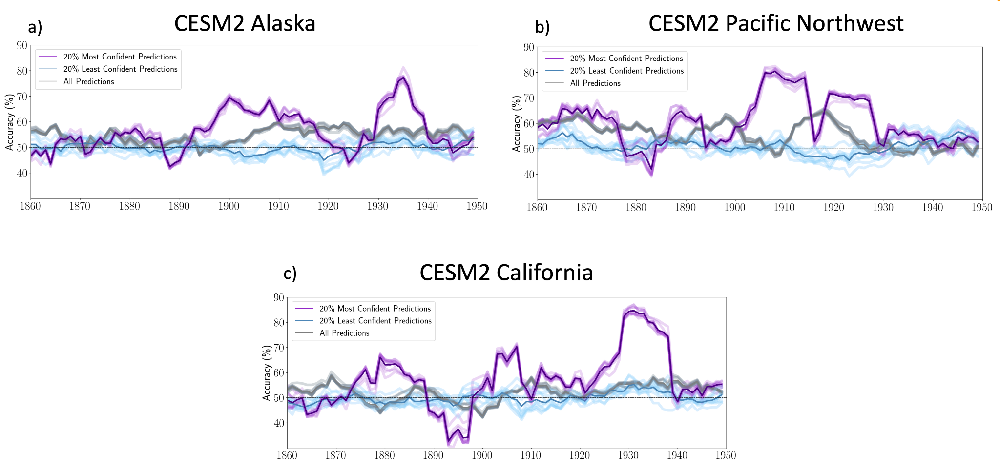 a)
CESM2 Alaska
90
80
70
60
50
40
Accuracy (%)
20% Most Confident Predictions
20% Least Confident Predictions
All Predictions
1860 1870 1880 1890 1900 1910 1920 1930 1940 1950
b)
CESM2 Pacific Northwest
90
80
70
60
50
40
Accuracy (%)
20% Most Confident Predictions
20% Least Confident Predictions
All Predictions
1860 1870 1880 1890 1900 1910 1920 1930 1940 1950
c)
CESM2 California
90
80
70
60
50
40
Accuracy (%)
20% Most Confident Predictions
20% Least Confident Predictions
All Predictions
1860 1870 1880 1890 1900 1910 1920 1930 1940 1950